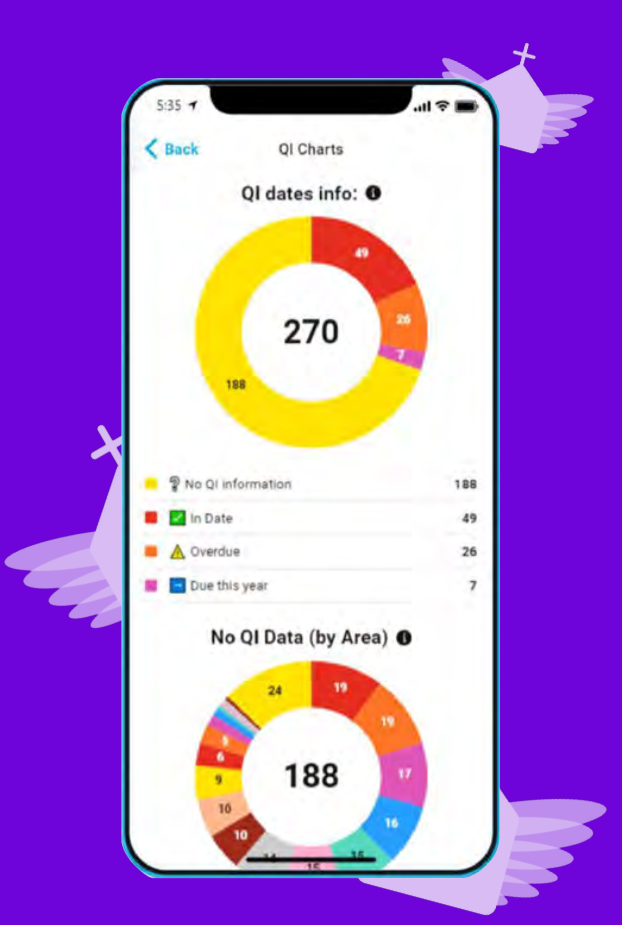 5:35
Back
QI Charts
QI dates info:
49
26
7
270
188
No QI information 188
In Date 49
Overdue 26
Due this year 7
No QI Data (by Area)
24
19
19
5
6
17
188
9
10
16
10
15
15